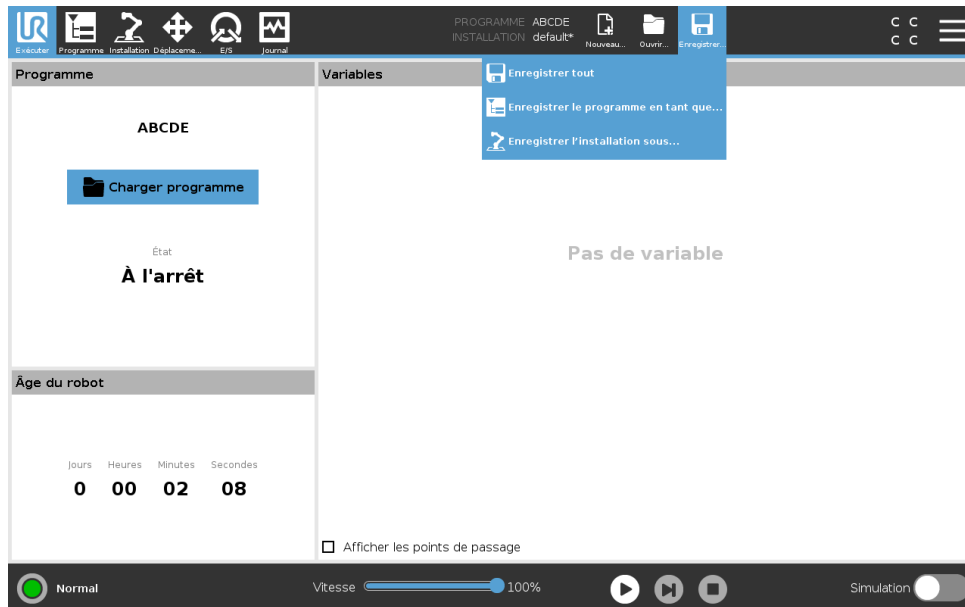 PROGRAMME ABCDE
INSTALLATION default*
Exécuter Programme Installation Déplaceme... E/S Journal
Nouveau... Ouvrir... Enregistrer...
C C
C C
Programme
Variables
Enregistrer tout
Enregistrer le programme en tant que...
Enregistrer l'installation sous...
ABCDE
Charger programme
État
À l'arrêt
Pas de variable
Âge du robot
Jours Heures Minutes Secondes
0 00 02 08
Afficher les points de passage
Normal
Vitesse 100%
Simulation